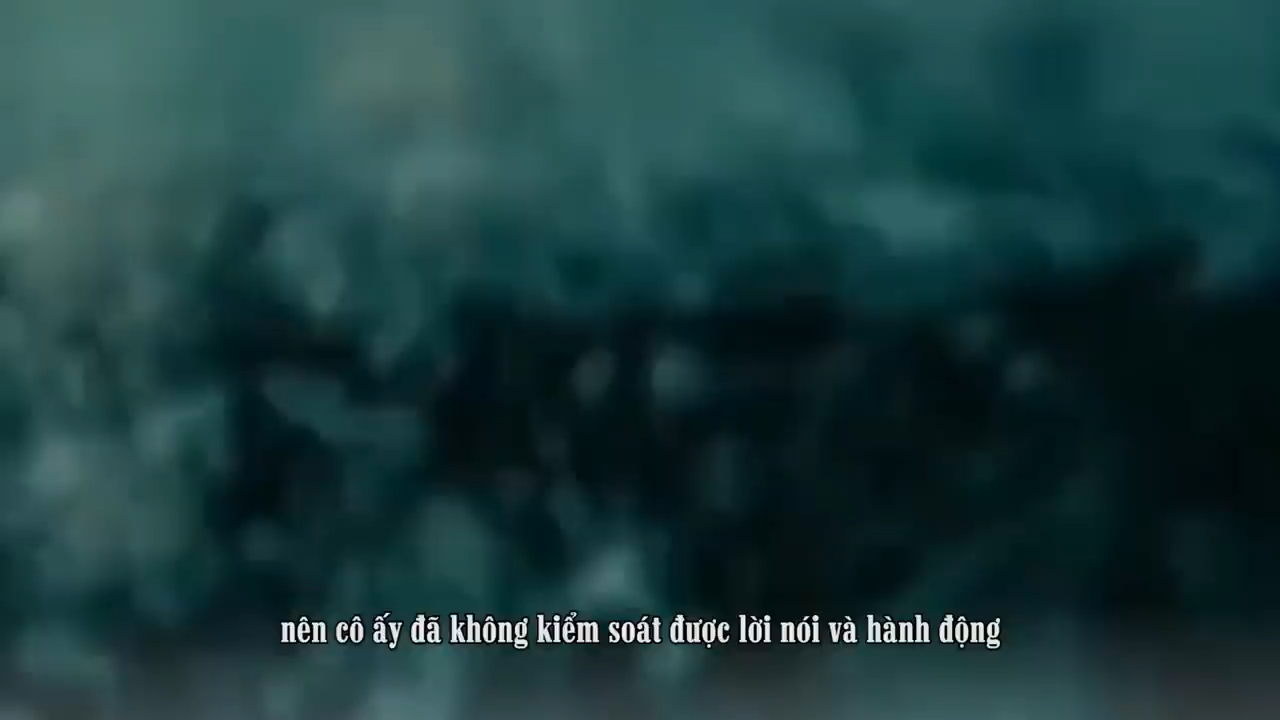 nên cô ấy đã không kiểm soát được lời nói và hành động